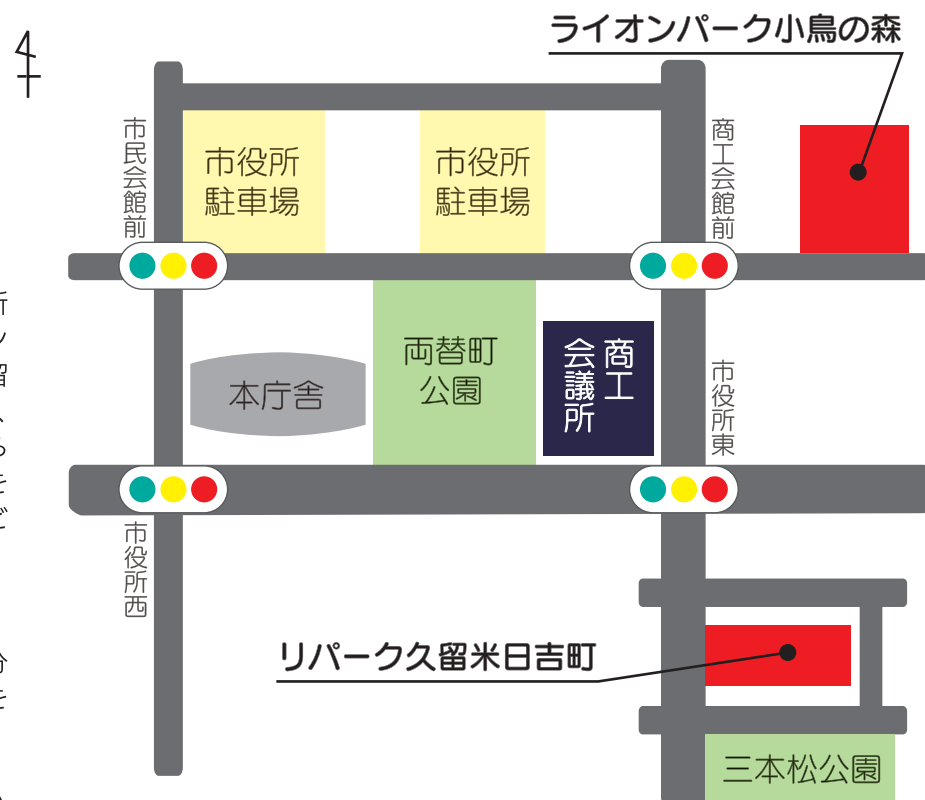 ライオンパーク小鳥の森
市民会館前
市役所
駐車場
市役所
駐車場
商工会館前
両替町
公園
商工
会議所
本庁舎
市役所東
市役所西
リパーク久留米日吉町
三本松公園